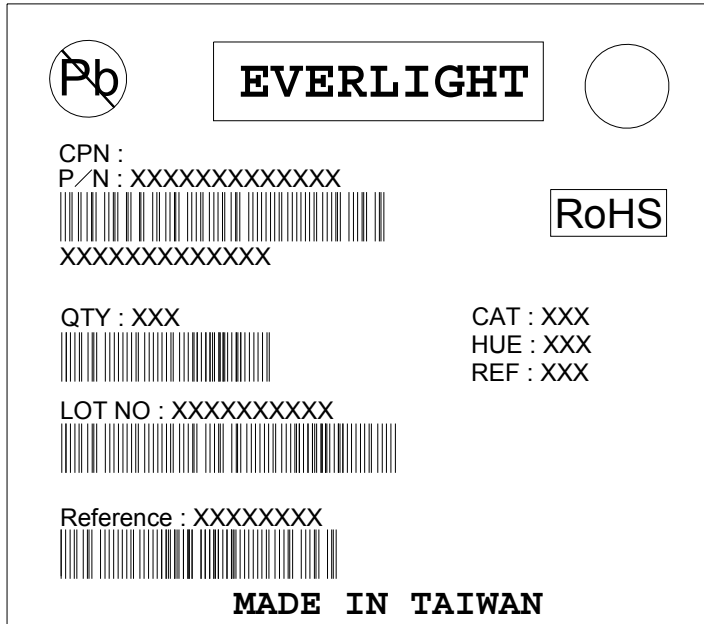 Pb
EVERLIGHT
CPN :
P／N : XXXXXXXXXXXXX
RoHS
XXXXXXXXXXXXX
QTY : XXX
CAT : XXX
HUE : XXX
REF : XXX
LOT NO : XXXXXXXXXX
Reference : XXXXXXXX
MADE IN TAIWAN